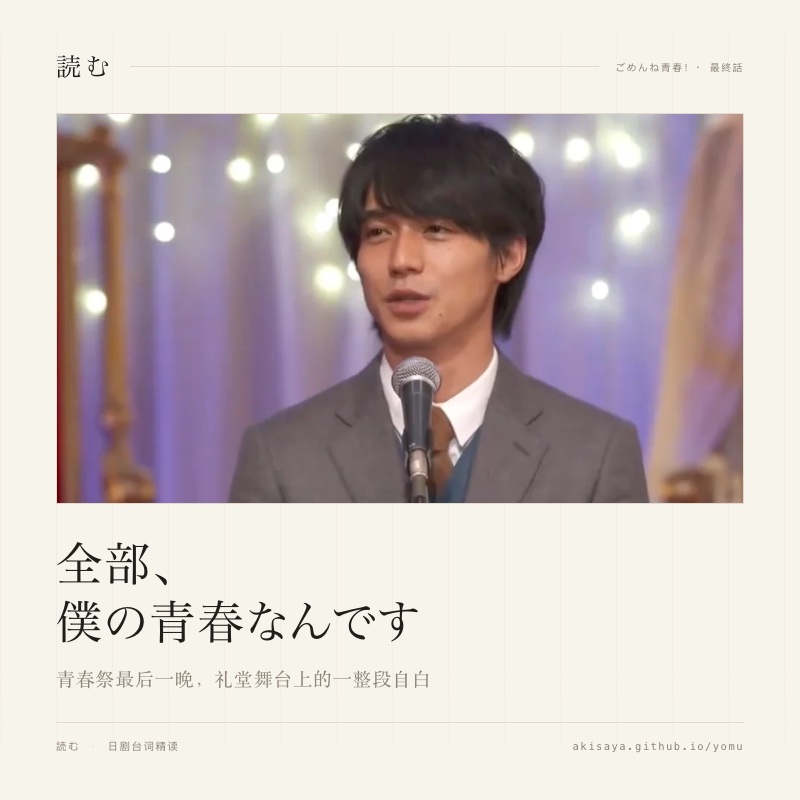 読む
ごめんね青春! · 最終話
全部、
僕の青春なんです
青春祭最后一晚，礼堂舞台上的一整段自白
読む · 日剧台词精读
akisaya.github.io/yomu